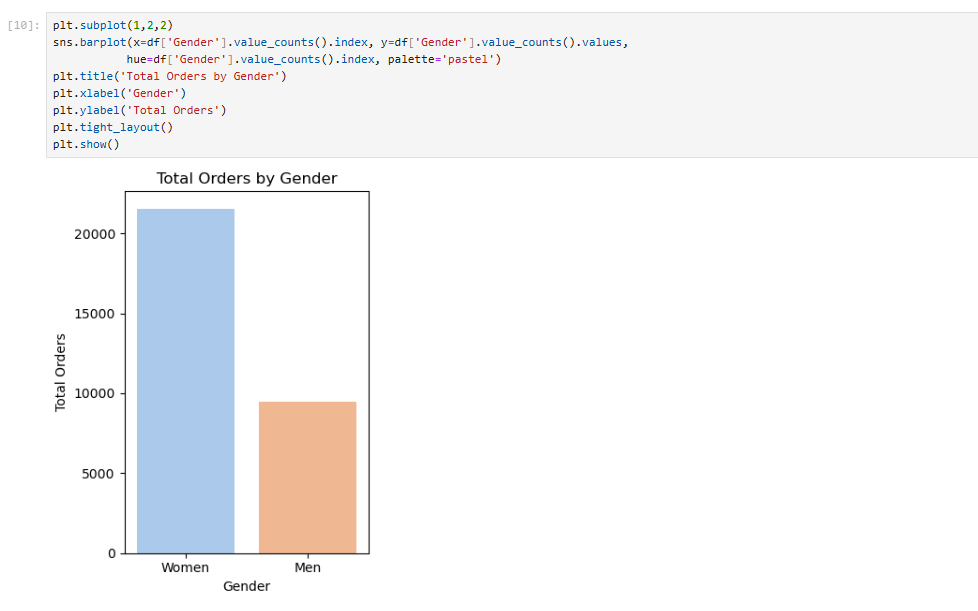 [10]: plt.subplot(1,2,2)
sns.barplot(x=df['Gender'].value_counts().index, y=df['Gender'].value_counts().values,
hue=df['Gender'].value_counts().index, palette='pastel')
plt.title('Total Orders by Gender')
plt.xlabel('Gender')
plt.ylabel('Total Orders')
plt.tight_layout()
plt.show()
Total Orders by Gender
20000
15000
10000
5000
0
Total Orders
Women Men
Gender